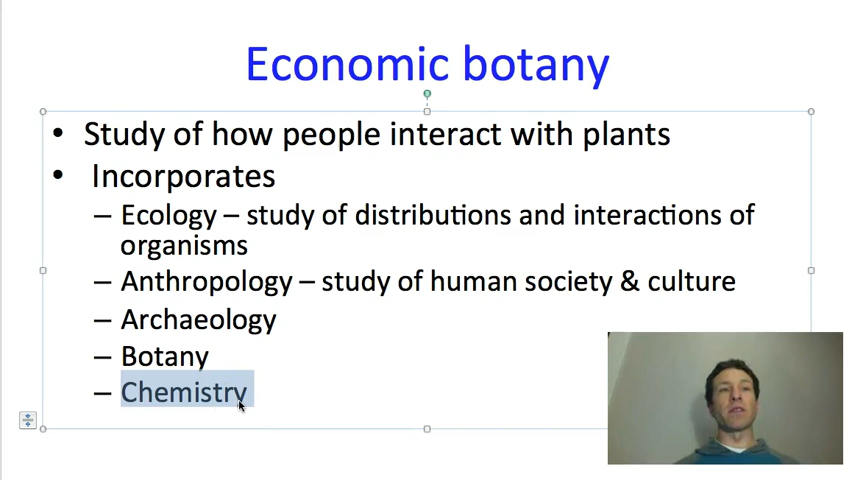 Economic botany
• Study of how people interact with plants
• Incorporates
– Ecology – study of distributions and interactions of
organisms
– Anthropology – study of human society & culture
– Archaeology
– Botany
– Chemistry